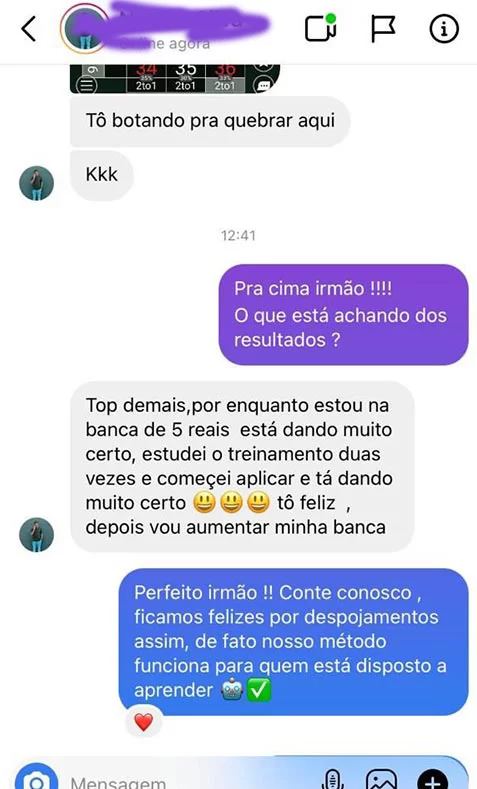 online agora
34 35 36
2to1 2to1 2to1
Tô botando pra quebrar aqui
Kkk
12:41
Pra cima irmão !!!!
O que está achando dos
resultados ?
Top demais,por enquanto estou na
banca de 5 reais está dando muito
certo, estudei o treinamento duas
vezes e começei aplicar e tá dando
muito certo 😃😃😃 tô feliz ,
depois vou aumentar minha banca
Perfeito irmão !! Conte conosco ,
ficamos felizes por despojamentos
assim, de fato nosso método
funciona para quem está disposto a
aprender 🤖✅
❤️
Mensagem